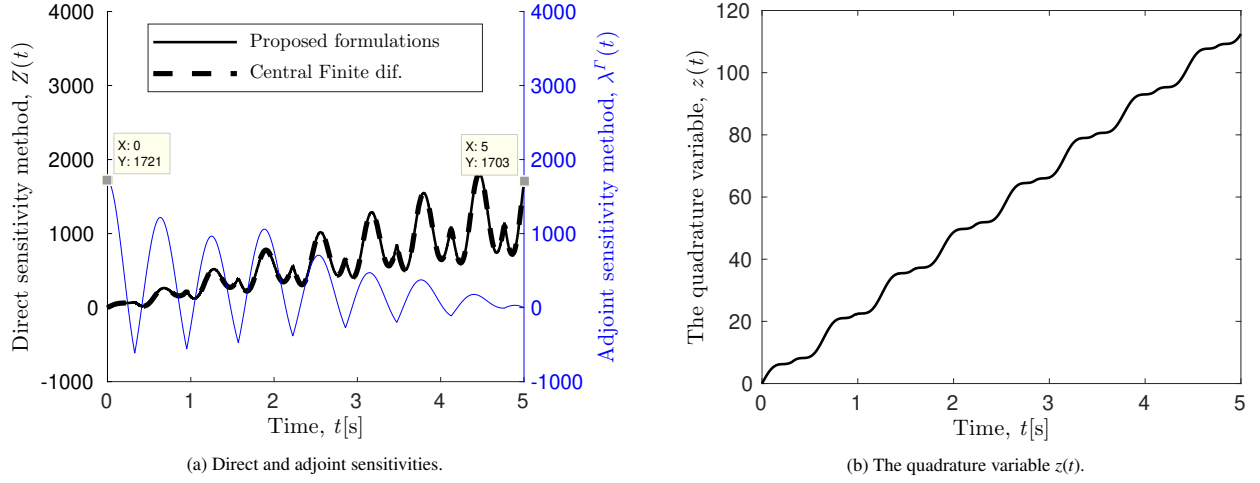 Direct sensitivity method, Z(t)
4000
3000
2000
1000
0
-1000
Proposed formulations
Central Finite dif.
X: 0
Y: 1721
X: 5
Y: 1703
4000
3000
2000
1000
0
-1000
Adjoint sensitivity method, λᵀ(t)
0 1 2 3 4 5
Time, t[s]
(a) Direct and adjoint sensitivities.
The quadrature variable, z(t)
120
100
80
60
40
20
0
0 1 2 3 4 5
Time, t[s]
(b) The quadrature variable z(t).